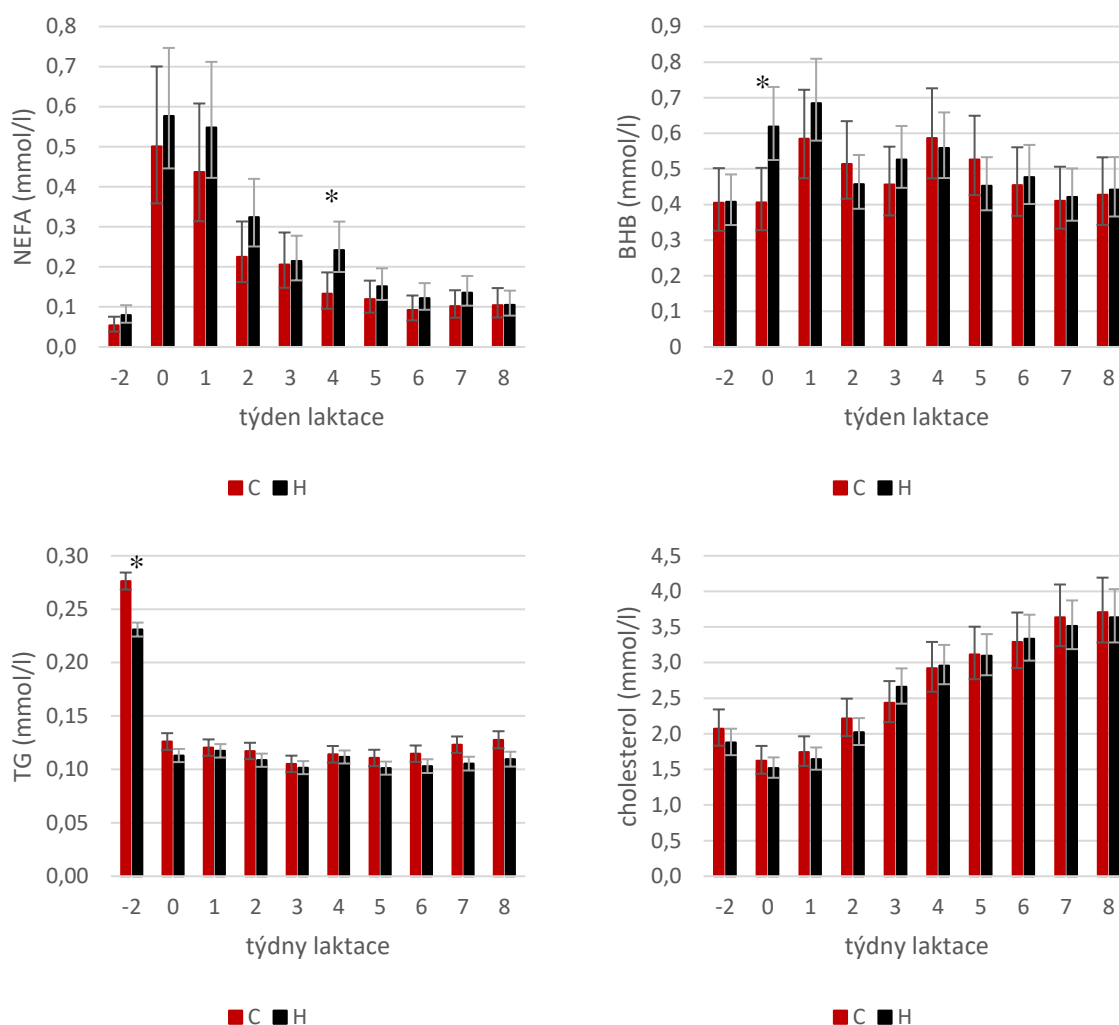 NEFA (mmol/l)
0,8
0,7
0,6
0,5
0,4
0,3
0,2
0,1
0,0
*
-2 0 1 2 3 4 5 6 7 8
týden laktace
C H
BHB (mmol/l)
0,9
0,8
0,7
0,6
0,5
0,4
0,3
0,2
0,1
0
*
-2 0 1 2 3 4 5 6 7 8
týden laktace
C H
TG (mmol/l)
0,30
0,25
0,20
0,15
0,10
0,05
0,00
*
-2 0 1 2 3 4 5 6 7 8
týdny laktace
C H
cholesterol (mmol/l)
4,5
4,0
3,5
3,0
2,5
2,0
1,5
1,0
0,5
0,0
-2 0 1 2 3 4 5 6 7 8
týdny laktace
C H